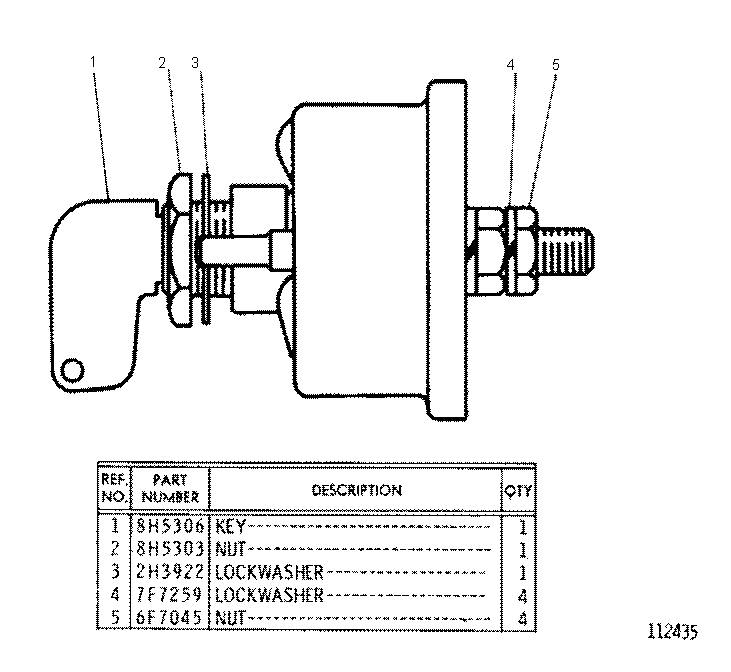 1 2 3 4 5
REF. NO. PART NUMBER DESCRIPTION QTY
1 8H5306 KEY 1
2 8H5303 NUT 1
3 2H3922 LOCKWASHER 1
4 7F7259 LOCKWASHER 4
5 6F7045 NUT 4
112435